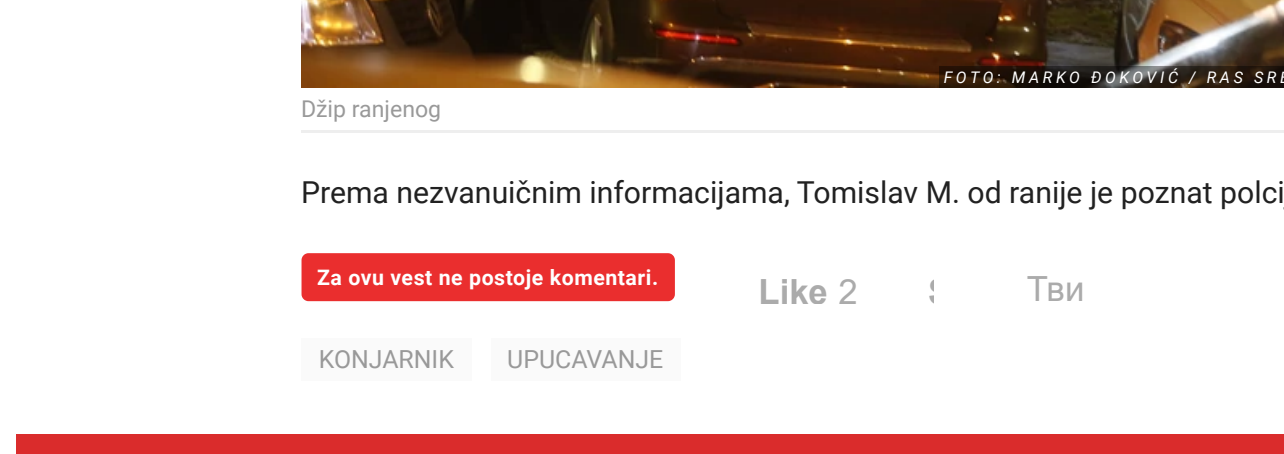 FOTO: MARKO ĐOKOVIĆ / RAS
Džip ranjenog
Prema nezvanuičnim informacijama, Tomislav M. od ranije je poznat
Za ovu vest ne postoje komentari.
Like 2
Тви
KONJARNIK
UPUCAVANJE